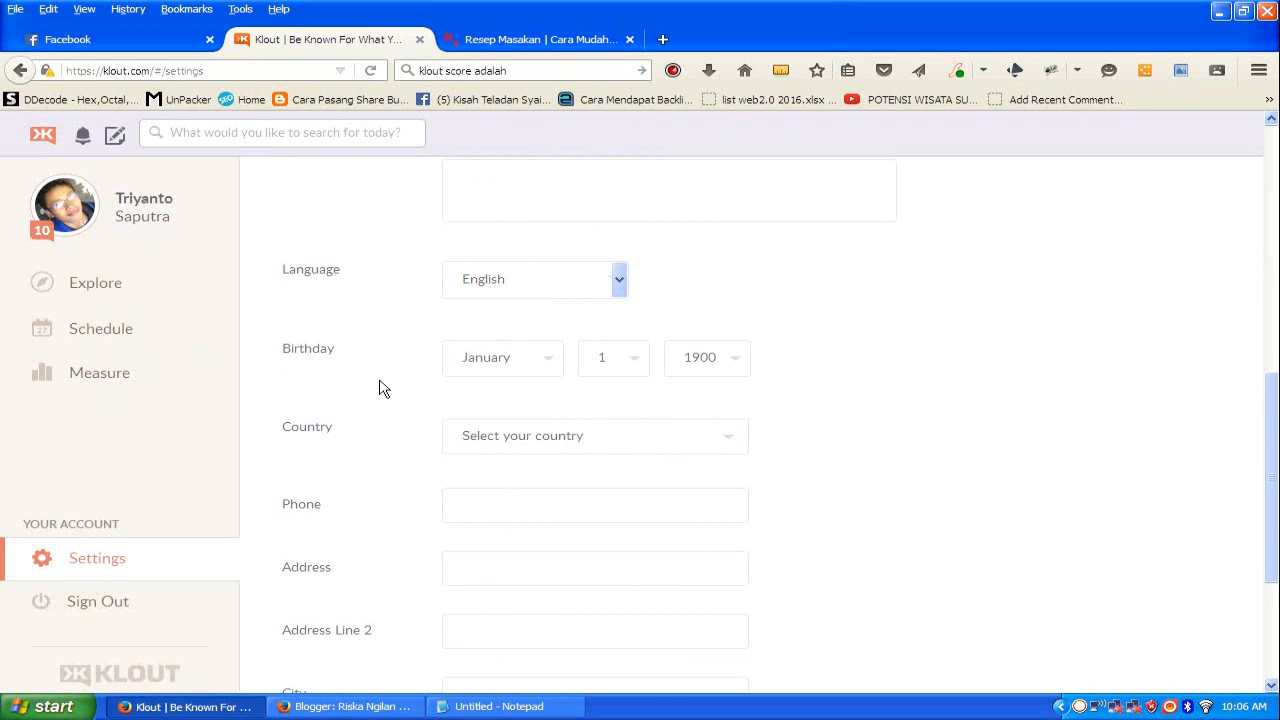 File Edit View History Bookmarks Tools Help
Facebook
Klout | Be Known For What Y...
Resep Masakan | Cara Mudah...
https://klout.com/#/settings
klout score adalah
DDecode - Hex,Octal,...
UnPacker
Home
Cara Pasang Share Bu...
(5) Kisah Teladan Syai...
Cara Mendapat Backli...
list web2.0 2016.xlsx ...
POTENSI WISATA SU...
Add Recent Comment...
What would you like to search for today?
Triyanto
Saputra
10
Explore
27
Schedule
Measure
YOUR ACCOUNT
Settings
Sign Out
KLOUT
Language
English
Birthday
January 1 1900
Country
Select your country
Phone
Address
Address Line 2
City
start
Klout | Be Known For ...
Blogger: Riska Ngilan ...
Untitled - Notepad
10:06 AM